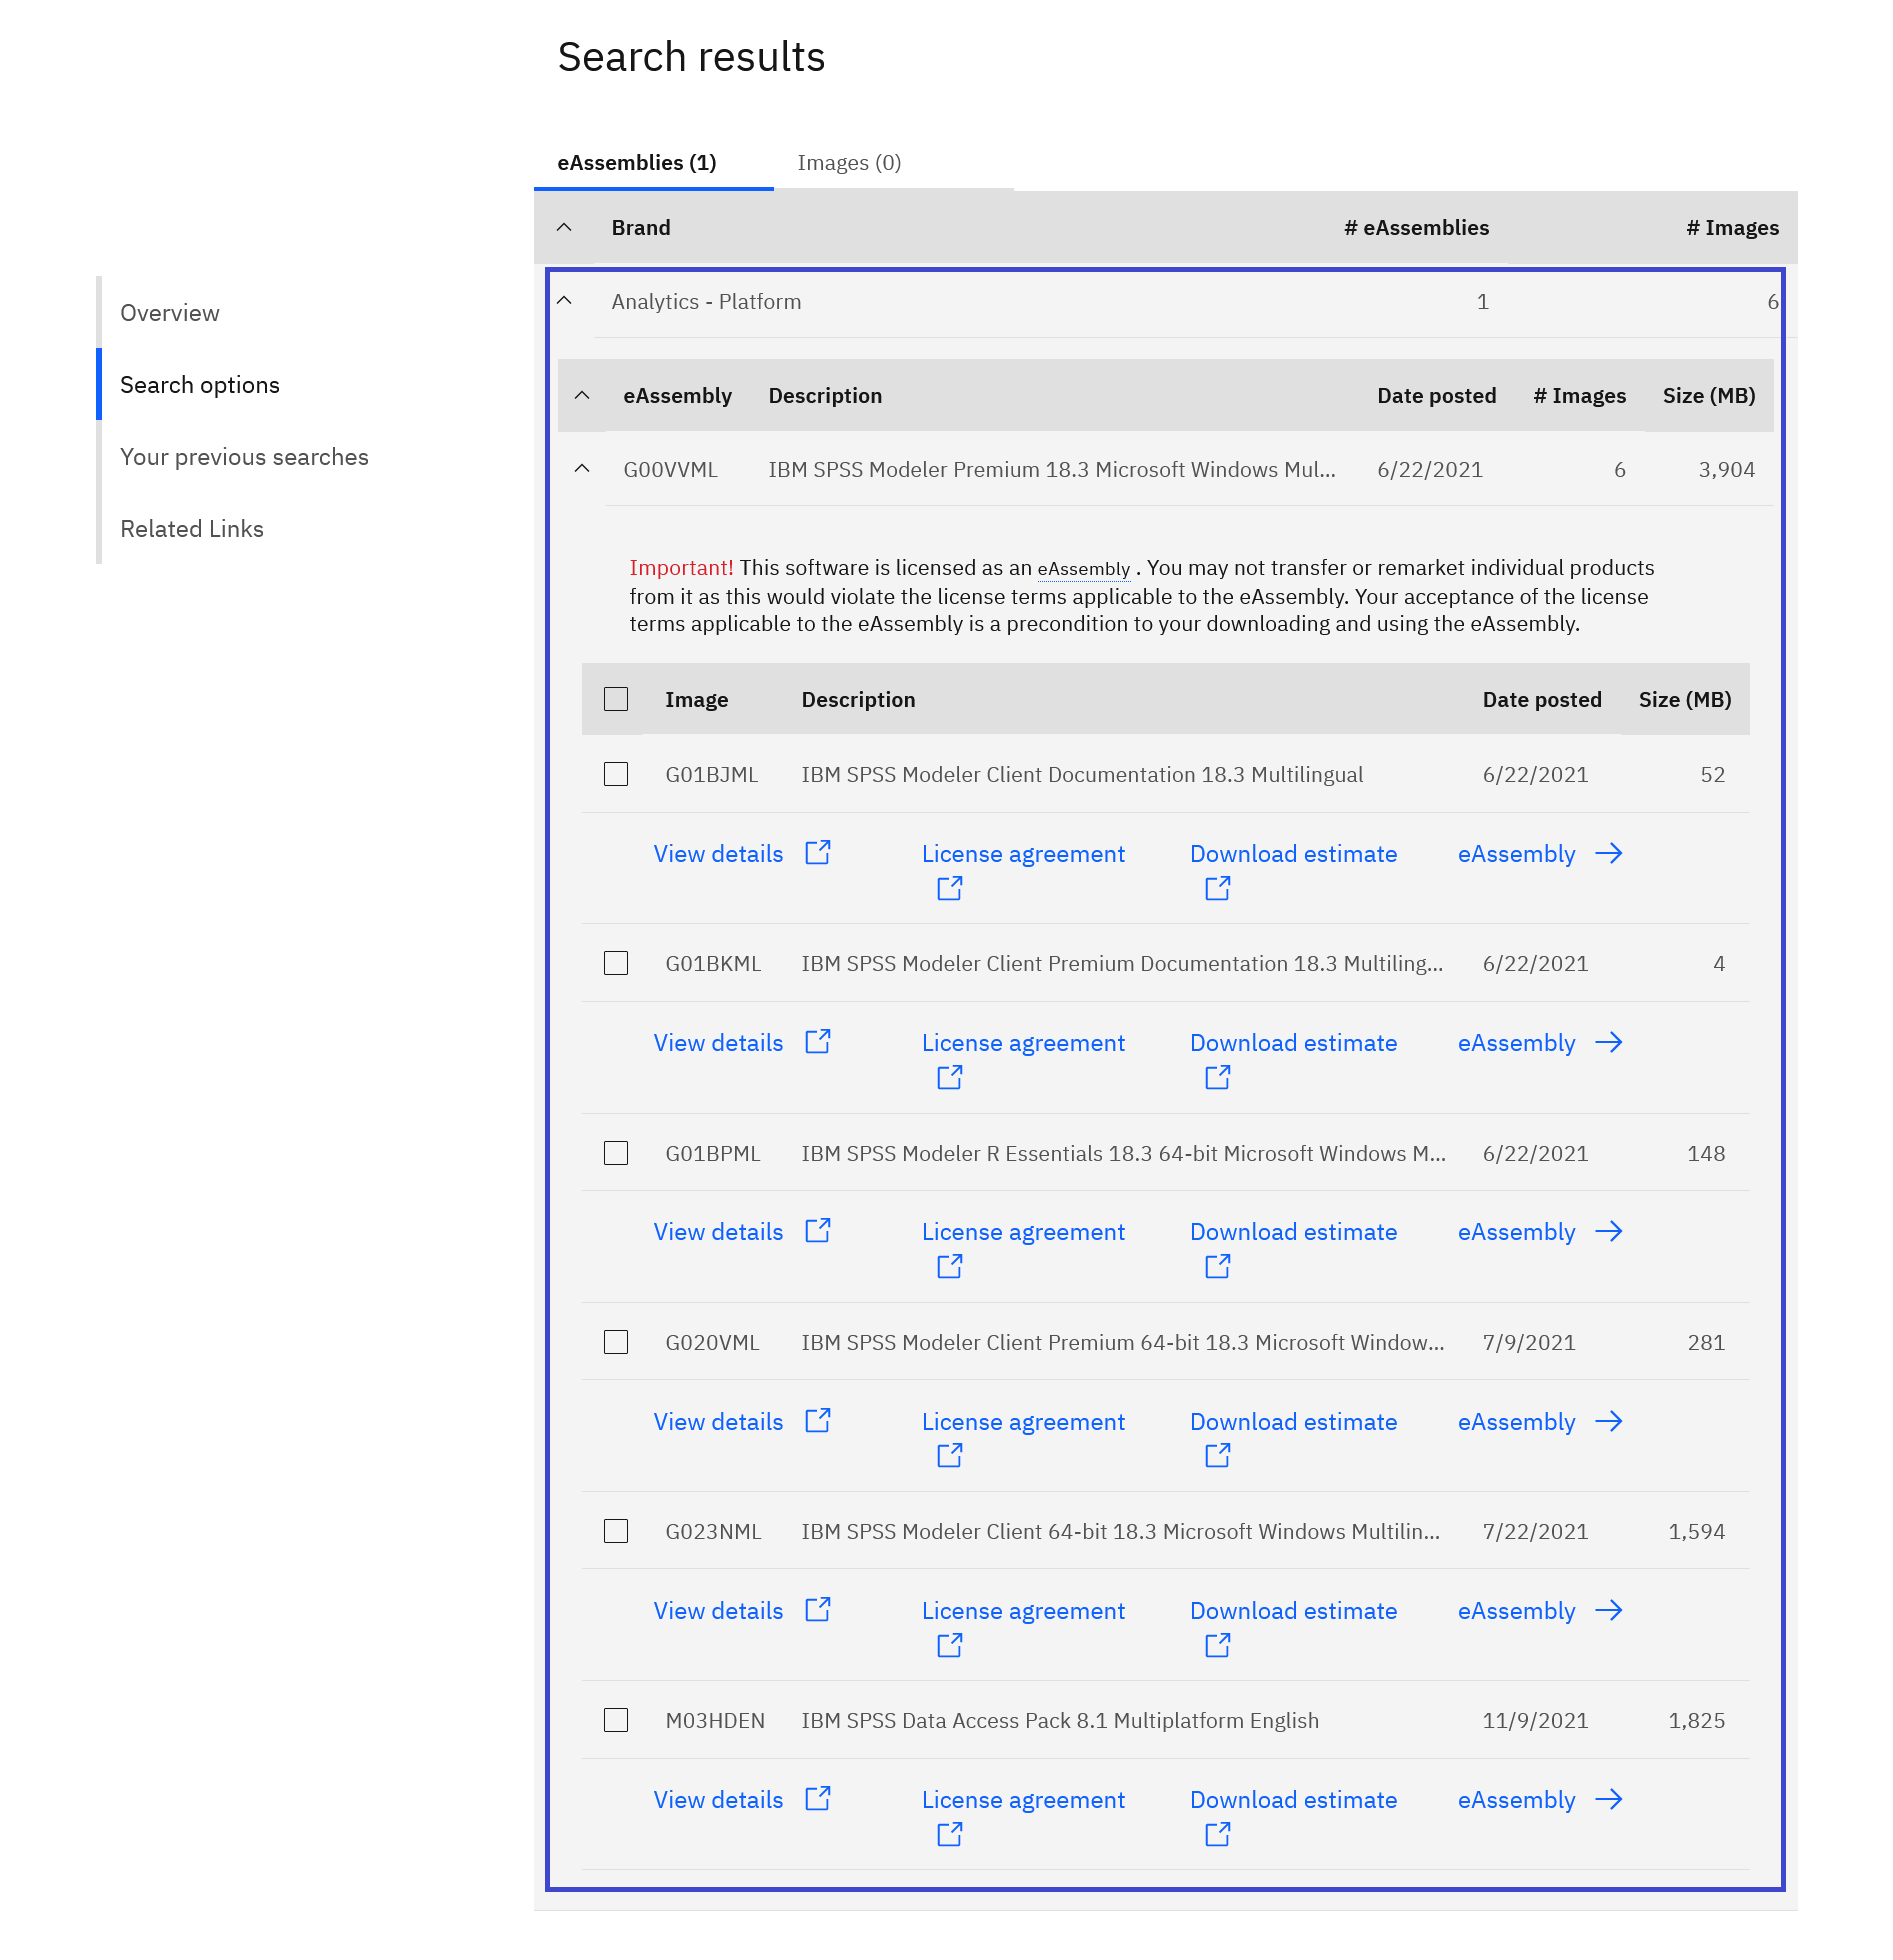 Search results
eAssemblies (1) Images (0)
Brand # eAssemblies # Images
Overview
Search options
Your previous searches
Related Links
Analytics - Platform 1 6
eAssembly Description Date posted # Images Size (MB)
G00VVML IBM SPSS Modeler Premium 18.3 Microsoft Windows Mul... 6/22/2021 6 3,904
Important! This software is licensed as an eAssembly . You may not transfer or remarket individual products
from it as this would violate the license terms applicable to the eAssembly. Your acceptance of the license
terms applicable to the eAssembly is a precondition to your downloading and using the eAssembly.
Image Description Date posted Size (MB)
G01BJML IBM SPSS Modeler Client Documentation 18.3 Multilingual 6/22/2021 52
View details License agreement Download estimate eAssembly
G01BKML IBM SPSS Modeler Client Premium Documentation 18.3 Multiling... 6/22/2021 4
View details License agreement Download estimate eAssembly
G01BPML IBM SPSS Modeler R Essentials 18.3 64-bit Microsoft Windows M... 6/22/2021 148
View details License agreement Download estimate eAssembly
G020VML IBM SPSS Modeler Client Premium 64-bit 18.3 Microsoft Window... 7/9/2021 281
View details License agreement Download estimate eAssembly
G023NML IBM SPSS Modeler Client 64-bit 18.3 Microsoft Windows Multilin... 7/22/2021 1,594
View details License agreement Download estimate eAssembly
M03HDEN IBM SPSS Data Access Pack 8.1 Multiplatform English 11/9/2021 1,825
View details License agreement Download estimate eAssembly